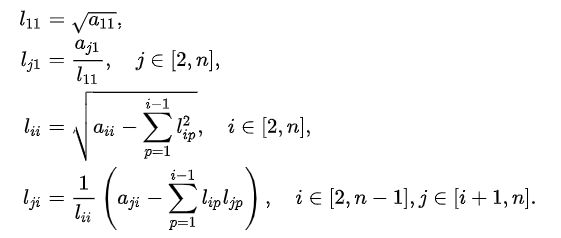 l_{11} = \sqrt{a_{11}},
l_{j1} = \frac{a_{j1}}{l_{11}}, \quad j \in [2, n],
l_{ii} = \sqrt{a_{ii} - \sum_{p=1}^{i-1} l_{ip}^2}, \quad i \in [2, n],
l_{ji} = \frac{1}{l_{ii}} \left( a_{ji} - \sum_{p=1}^{i-1} l_{ip} l_{jp} \right), \quad i \in [2, n-1], j \in [i+1, n].